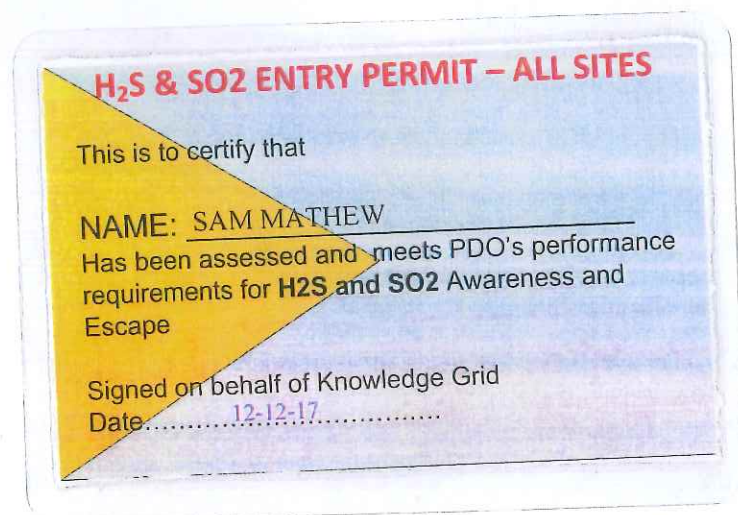 H₂S & SO2 ENTRY PERMIT – ALL SITES
This is to certify that
NAME: SAM MATHEW
Has been assessed and meets PDO's performance
requirements for H2S and SO2 Awareness and
Escape
Signed on behalf of Knowledge Grid
Date..........12-12-17..................